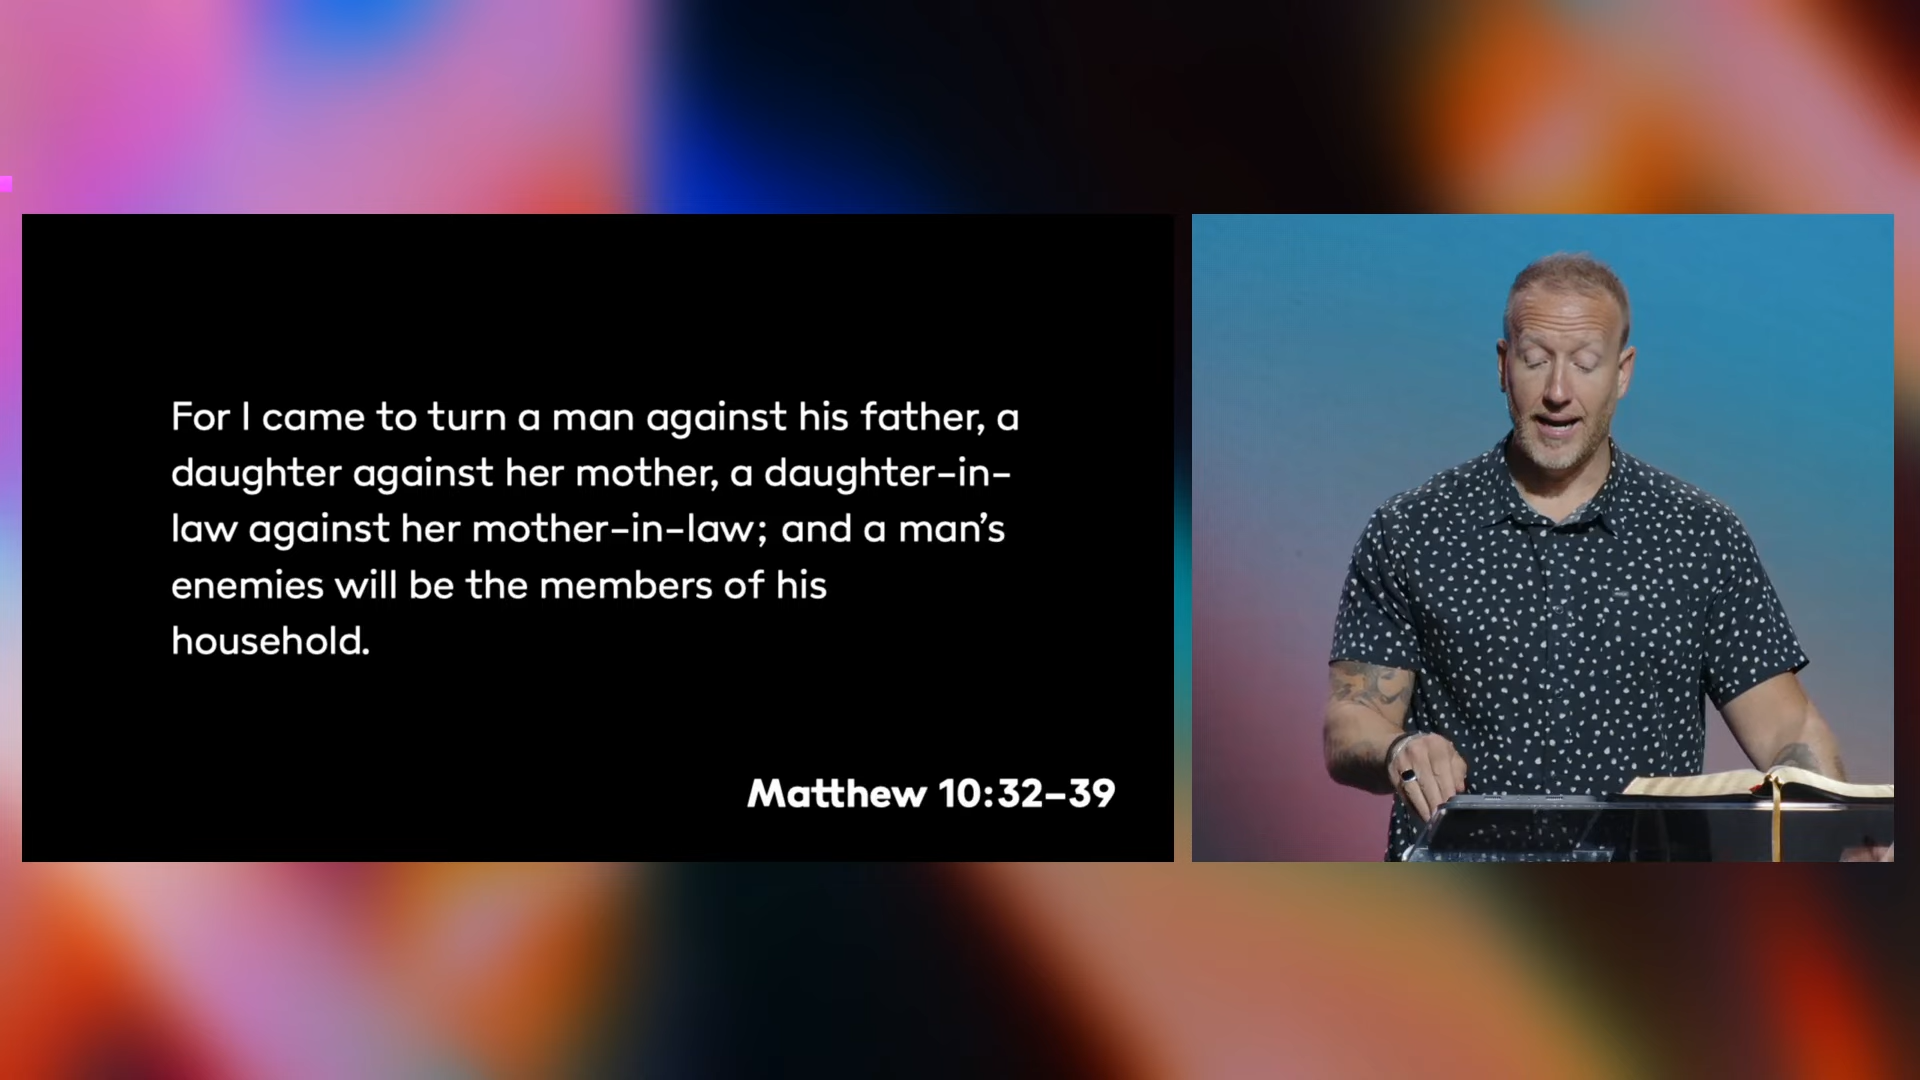 For I came to turn a man against his father, a
daughter against her mother, a daughter-in-
law against her mother-in-law; and a man’s
enemies will be the members of his
household.
Matthew 10:32–39